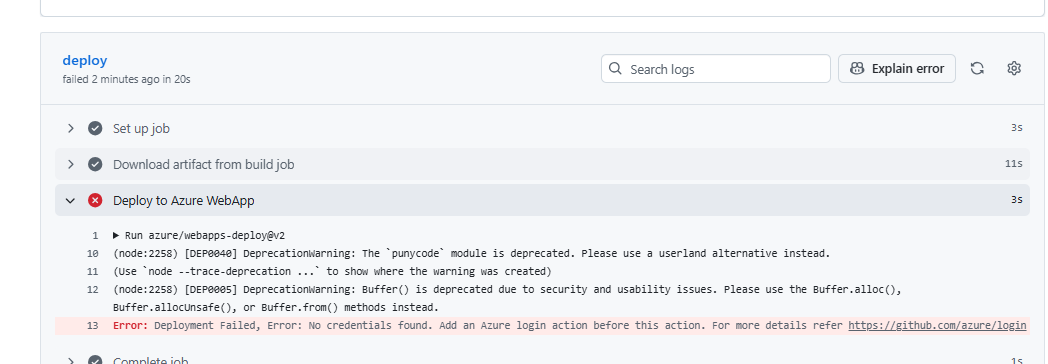 deploy
failed 2 minutes ago in 20s
Search logs
Explain error
Set up job 3s
Download artifact from build job 11s
Deploy to Azure WebApp 3s
1 Run azure/webapps-deploy@v2
10 (node:2258) [DEP0040] DeprecationWarning: The `punycode` module is deprecated. Please use a userland alternative instead.
11 (Use `node --trace-deprecation ...` to show where the warning was created)
12 (node:2258) [DEP0005] DeprecationWarning: Buffer() is deprecated due to security and usability issues. Please use the Buffer.alloc(),
Buffer.allocUnsafe(), or Buffer.from() methods instead.
13 Error: Deployment Failed, Error: No credentials found. Add an Azure login action before this action. For more details refer https://github.com/azure/login
Complete job 1s